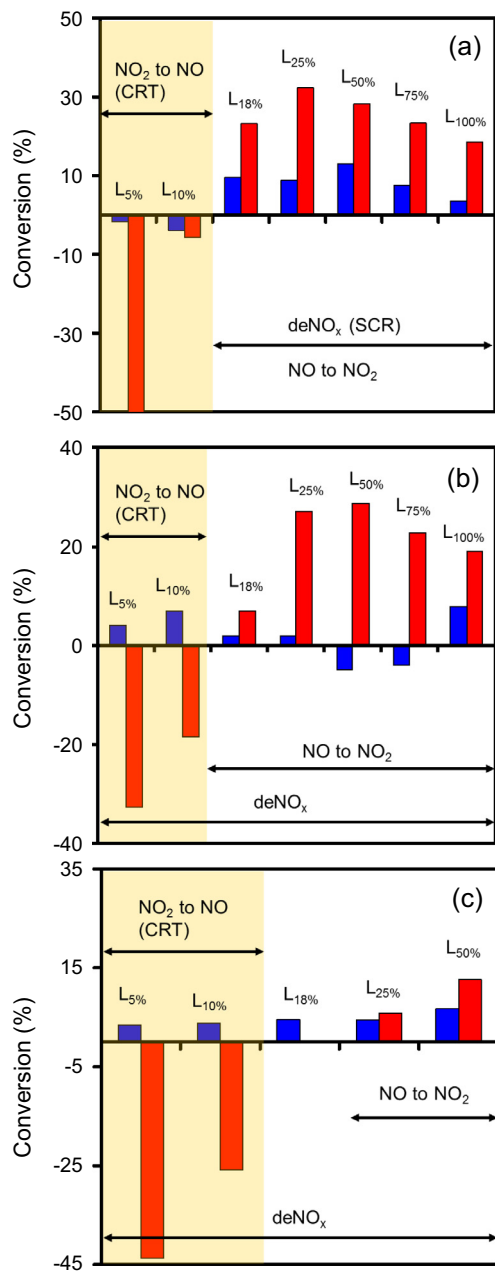 (a)
50
30
10
-10
-30
-50
Conversion (%)
NO₂ to NO
(CRT)
L5%
L10%
L18%
L25%
L50%
L75%
L100%
deNOₓ (SCR)
NO to NO₂
(b)
40
20
0
-20
-40
Conversion (%)
NO₂ to NO
(CRT)
L5%
L10%
L18%
L25%
L50%
L75%
L100%
NO to NO₂
deNOₓ
(c)
35
15
-5
-25
-45
Conversion (%)
NO₂ to NO
(CRT)
L5%
L10%
L18%
L25%
L50%
NO to NO₂
deNOₓ